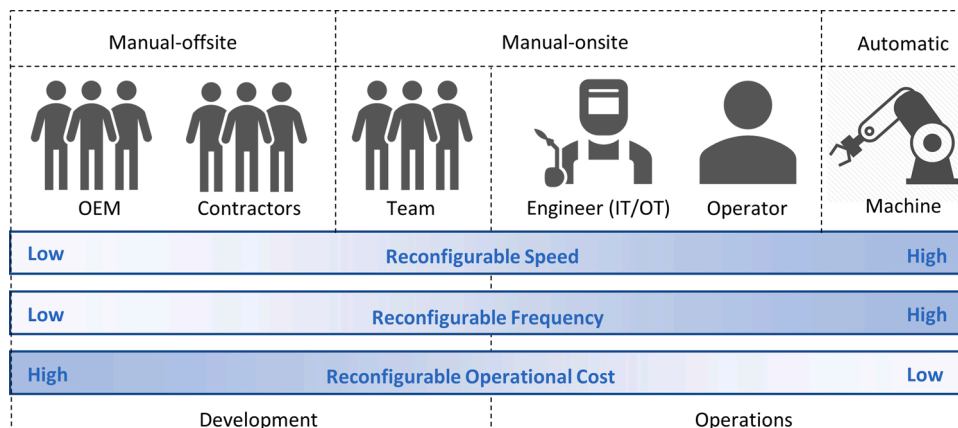 Manual-offsite
Manual-onsite
Automatic
OEM
Contractors
Team
Engineer (IT/OT)
Operator
Machine
Low
Reconfigurable Speed
High
Low
Reconfigurable Frequency
High
High
Reconfigurable Operational Cost
Low
Development
Operations